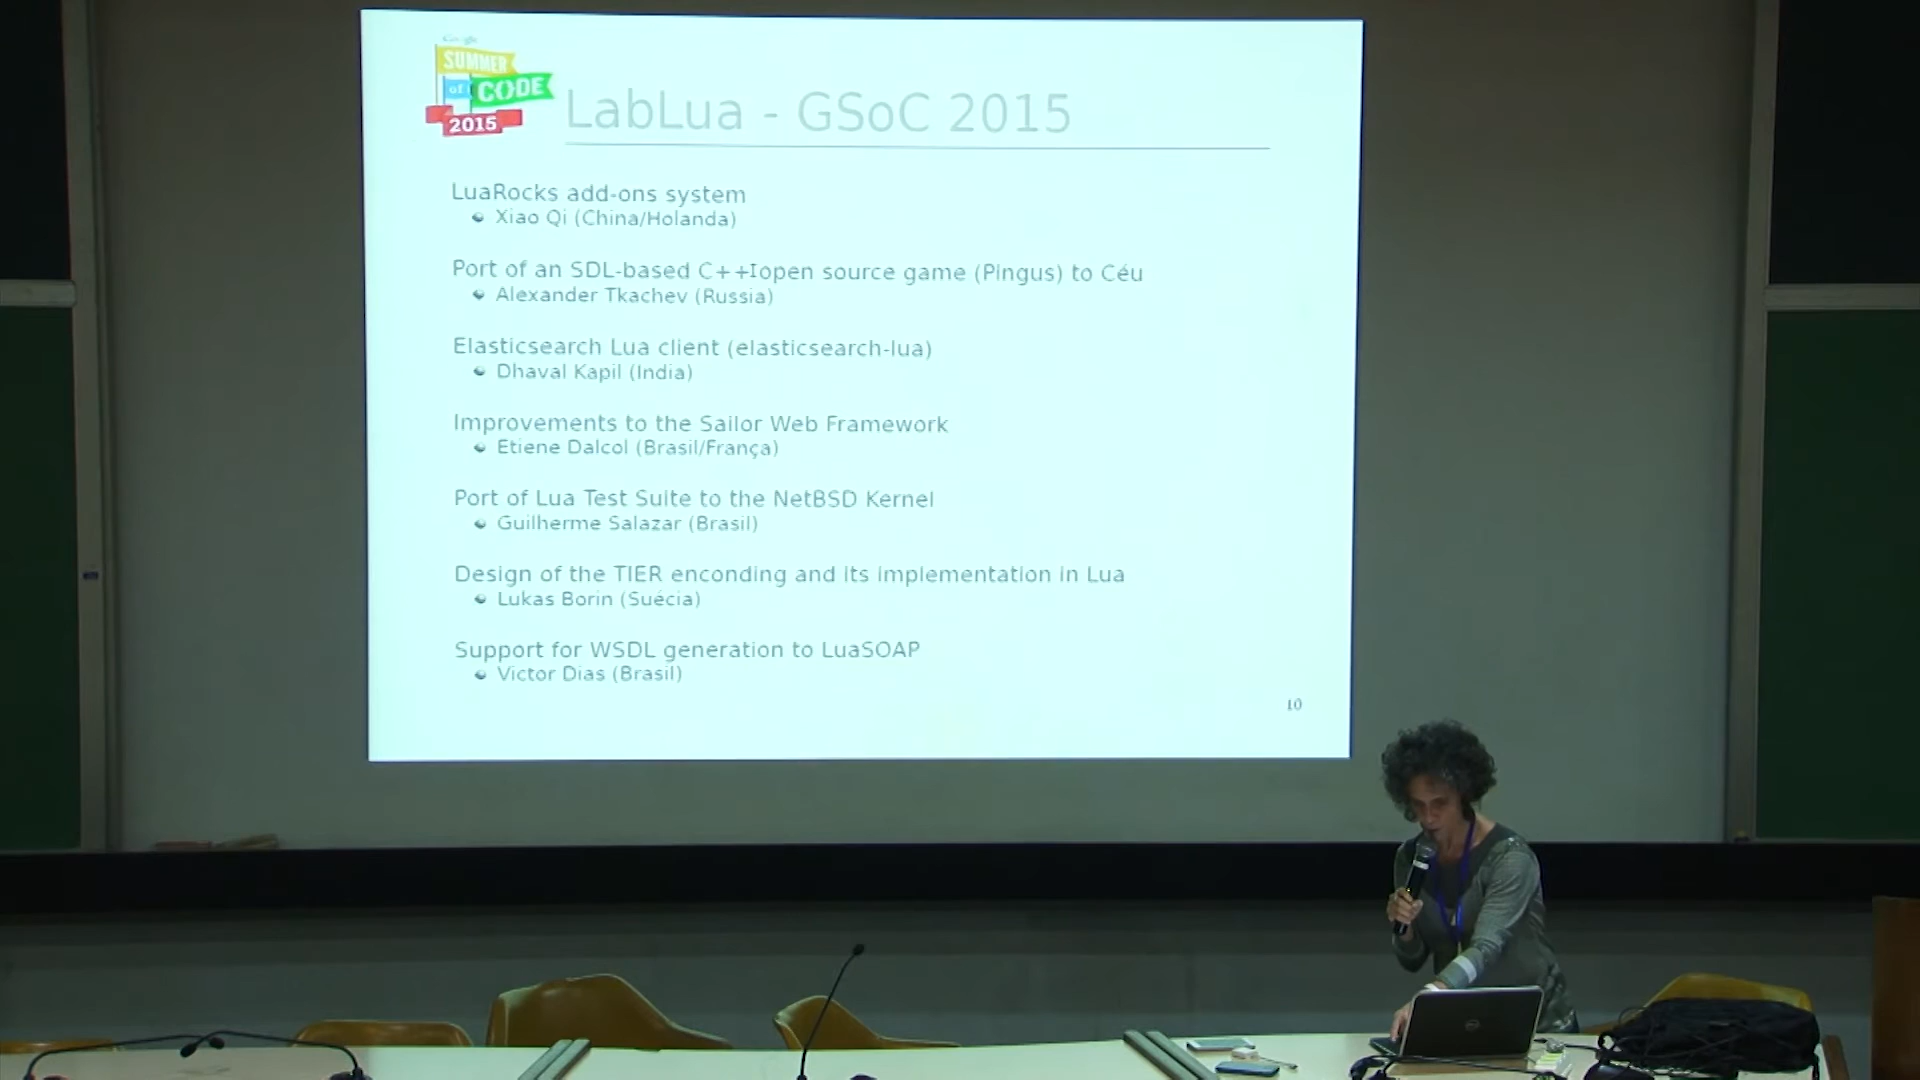 Google
SUMMER
of CODE
2015
LabLua - GSoC 2015
LuaRocks add-ons system
Xiao Qi (China/Holanda)
Port of an SDL-based C++ open source game (Pingus) to Céu
Alexander Tkachev (Russia)
Elasticsearch Lua client (elasticsearch-lua)
Dhaval Kapil (India)
Improvements to the Sailor Web Framework
Etiene Dalcol (Brasil/França)
Port of Lua Test Suite to the NetBSD Kernel
Guilherme Salazar (Brasil)
Design of the TIER enconding and its implementation in Lua
Lukas Borin (Suécia)
Support for WSDL generation to LuaSOAP
Victor Dias (Brasil)
10